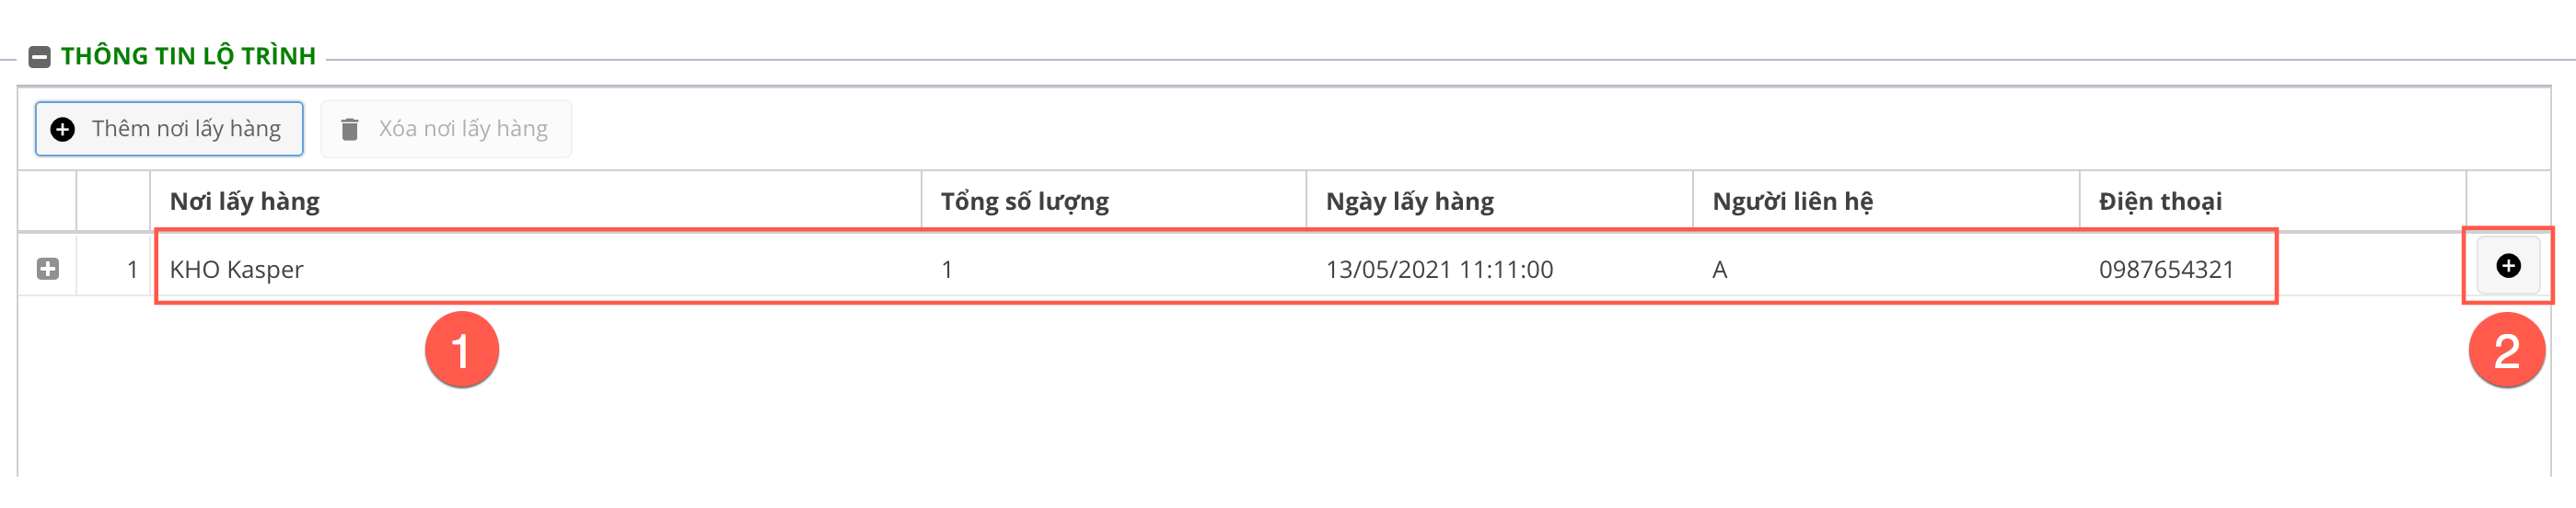 THÔNG TIN LỘ TRÌNH
Thêm nơi lấy hàng Xóa nơi lấy hàng
Nơi lấy hàng Tổng số lượng Ngày lấy hàng Người liên hệ Điện thoại
1 KHO Kasper 1 13/05/2021 11:11:00 A 0987654321
1 2